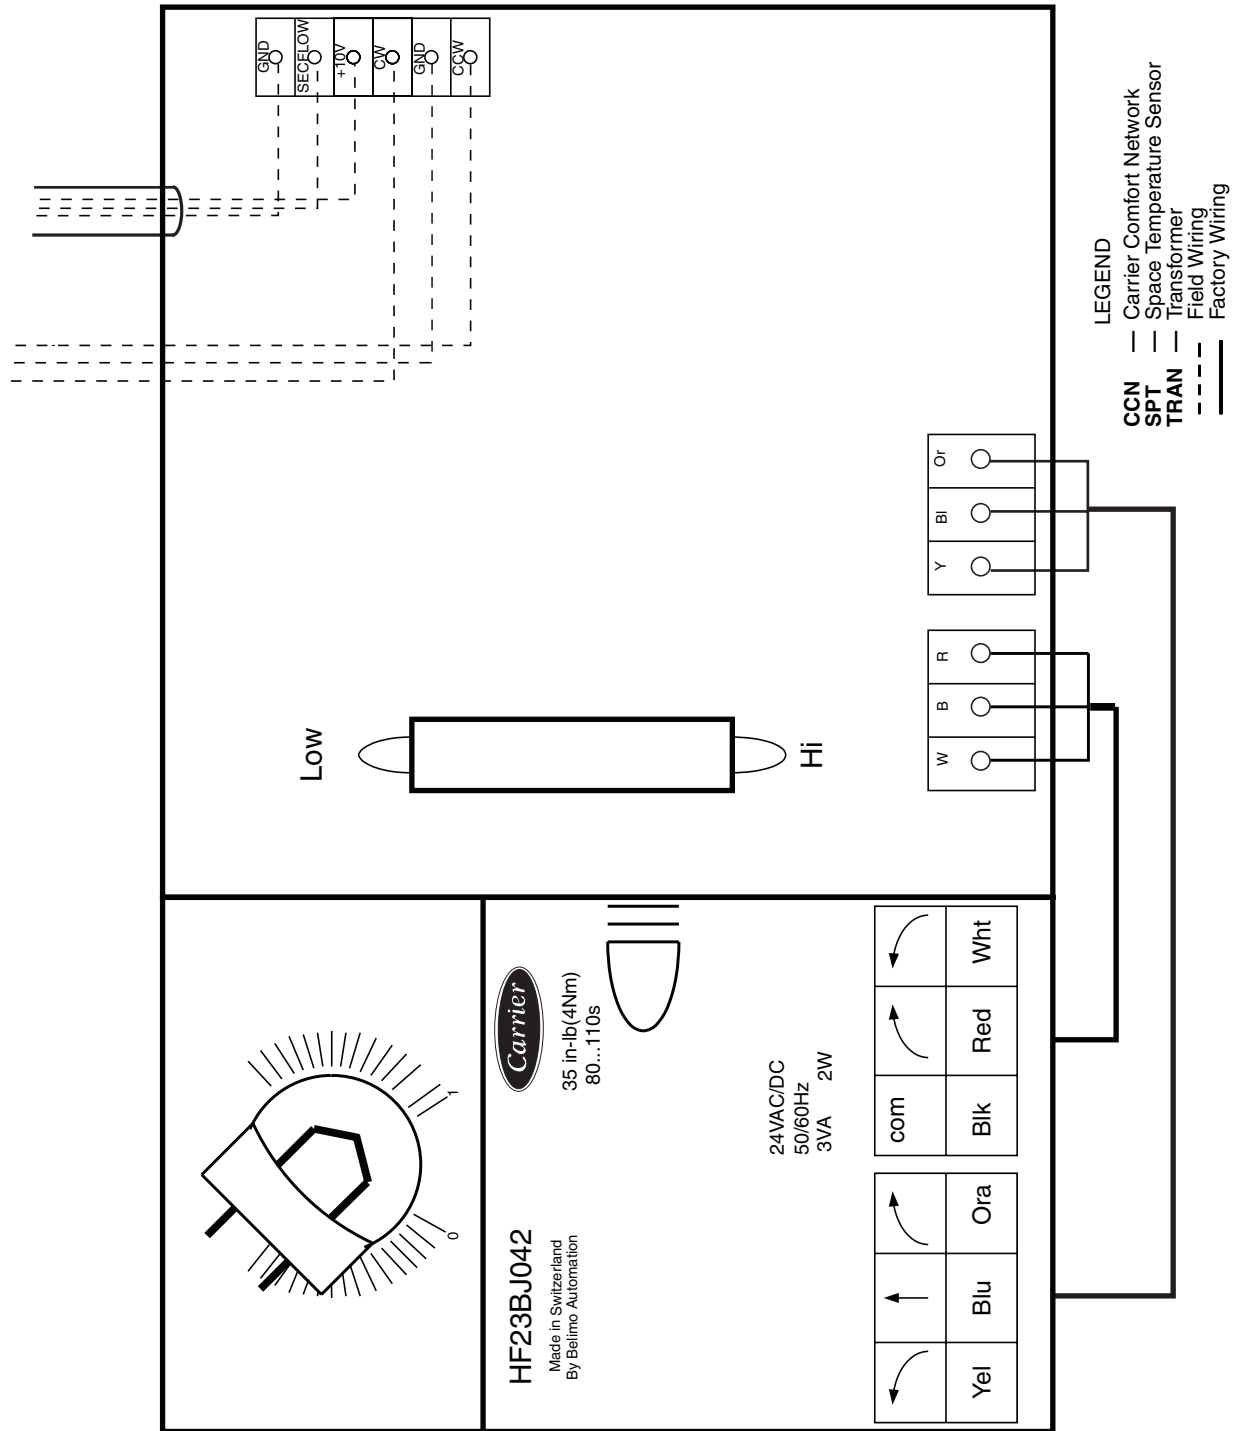 GND
SECFLOW
+10V
CW
GND
CCW
LEGEND
CCN — Carrier Comfort Network
SPT — Space Temperature Sensor
TRAN — Transformer
Field Wiring
Factory Wiring
Low
Hi
Or
Bl
Y
R
B
W
Carrier
35 in-lb(4Nm)
80...110s
HF23BJ042
Made in Switzerland
By Belimo Automation
24VAC/DC
50/60Hz
3VA 2W
0
1
com
Yel
Blu
Ora
Blk
Red
Wht